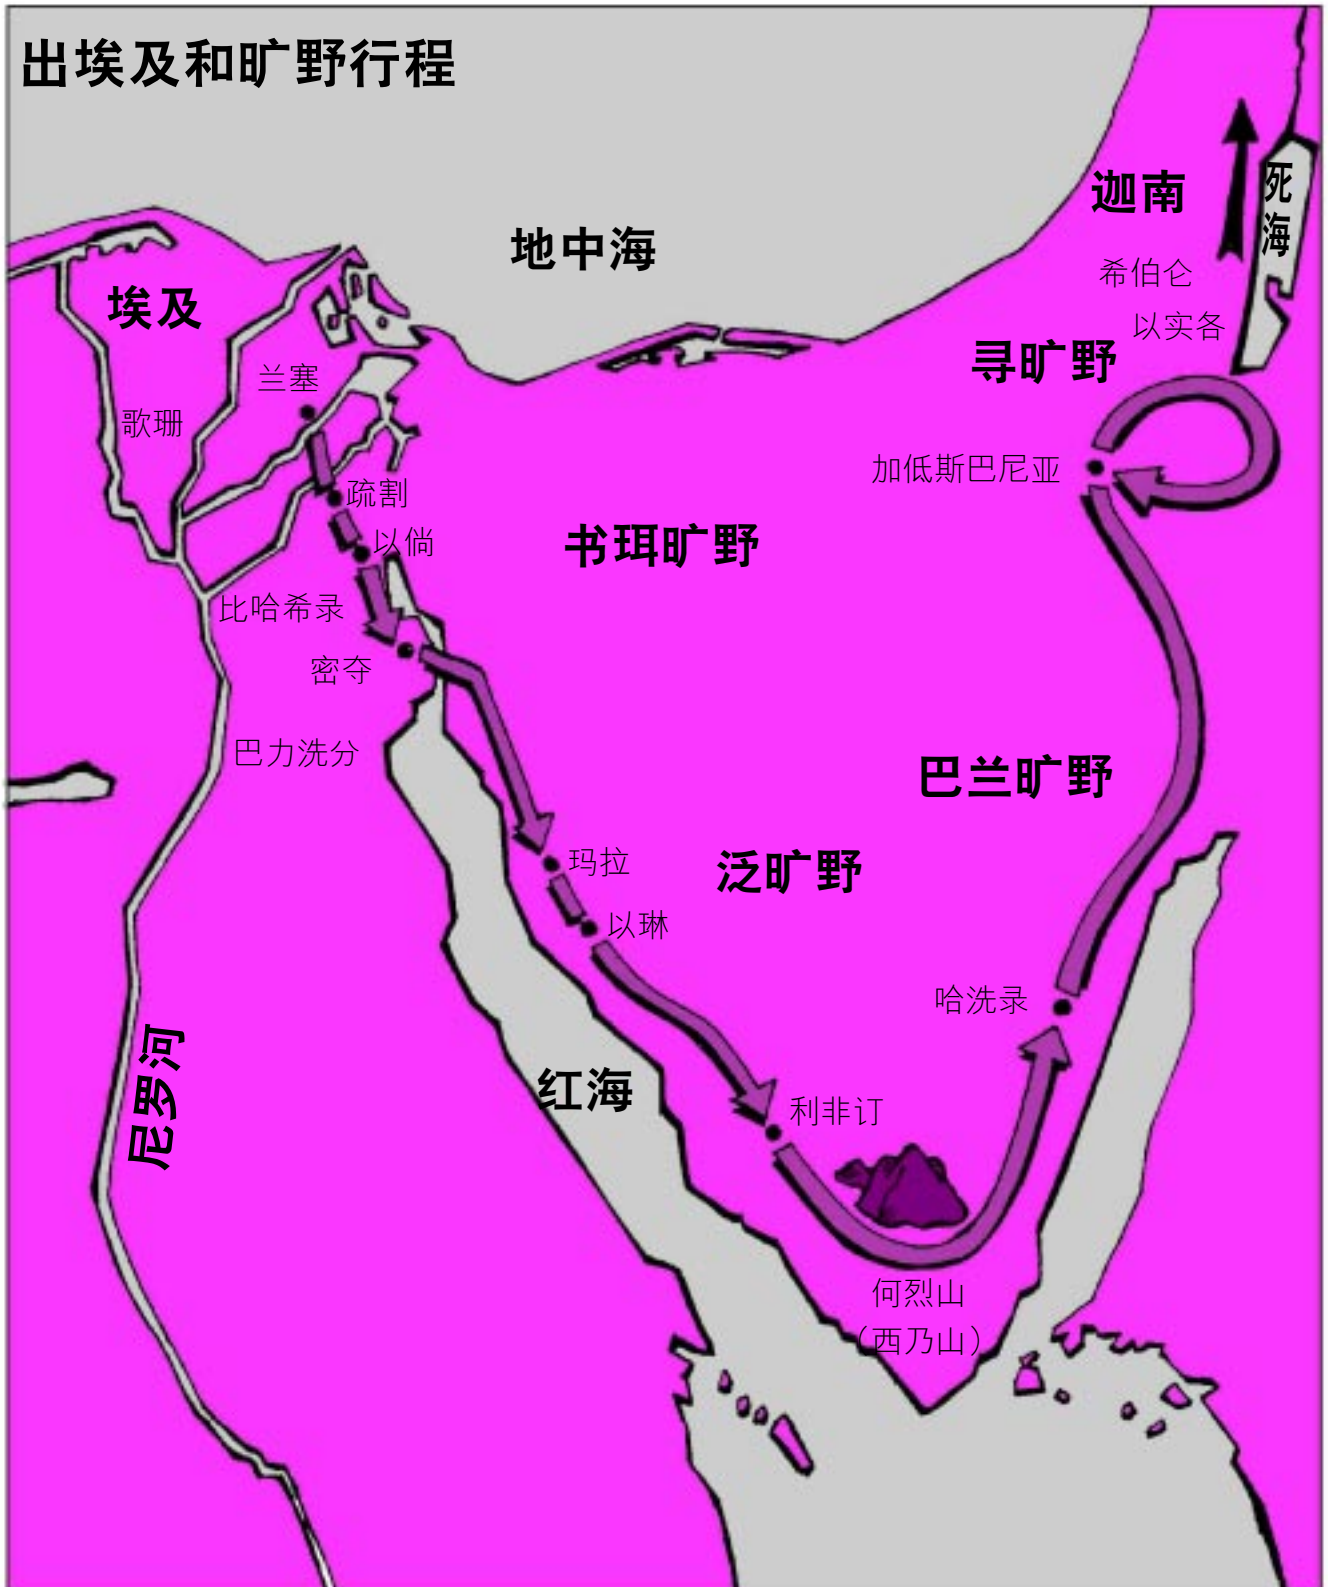 出埃及和旷野行程
迦南
死海
地中海
希伯仑
埃及
以实各
寻旷野
兰塞
歌珊
加低斯巴尼亚
疏割
以倘
书珥旷野
比哈希录
密夺
巴力洗分
巴兰旷野
玛拉
泛旷野
以琳
哈洗录
尼罗河
红海
利非订
何烈山
（西乃山）